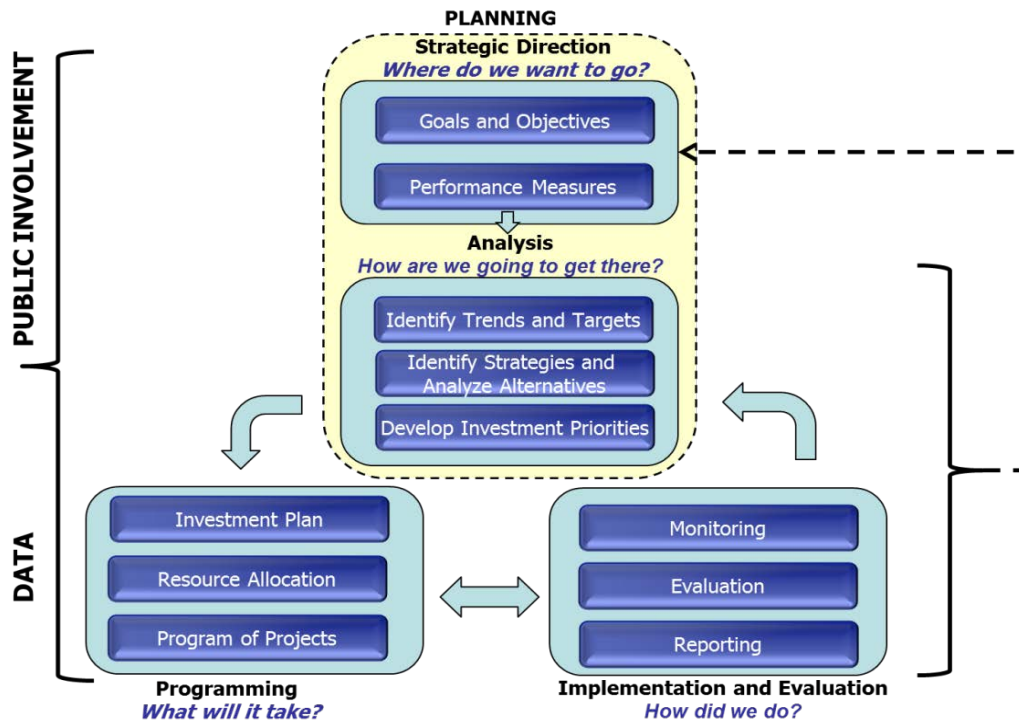 PLANNING
Strategic Direction
Where do we want to go?
Goals and Objectives
Performance Measures
Analysis
How are we going to get there?
Identify Trends and Targets
Identify Strategies and
Analyze Alternatives
Develop Investment Priorities
PUBLIC INVOLVEMENT
DATA
Investment Plan
Resource Allocation
Program of Projects
Programming
What will it take?
Monitoring
Evaluation
Reporting
Implementation and Evaluation
How did we do?